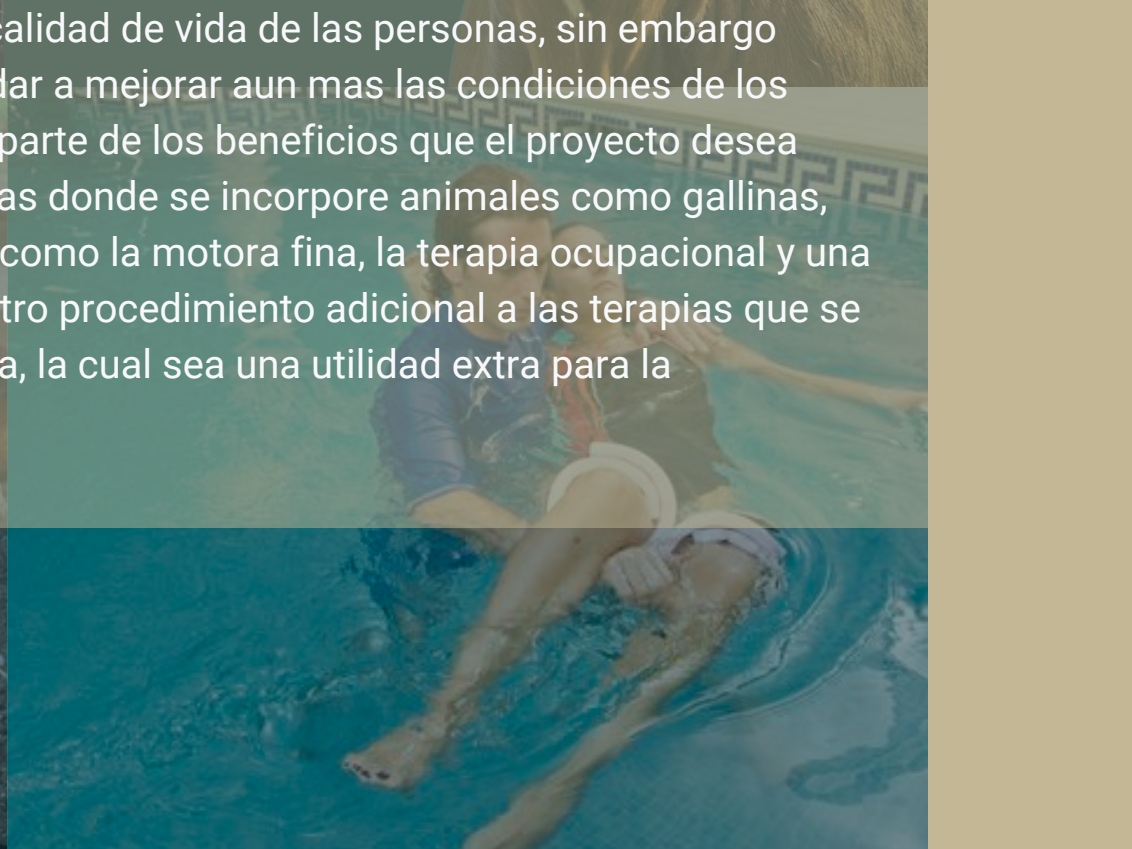 calidad de vida de las personas, sin embargo
dar a mejorar aun mas las condiciones de los
parte de los beneficios que el proyecto desea
as donde se incorpore animales como gallinas,
como la motora fina, la terapia ocupacional y una
tro procedimiento adicional a las terapias que se
a, la cual sea una utilidad extra para la